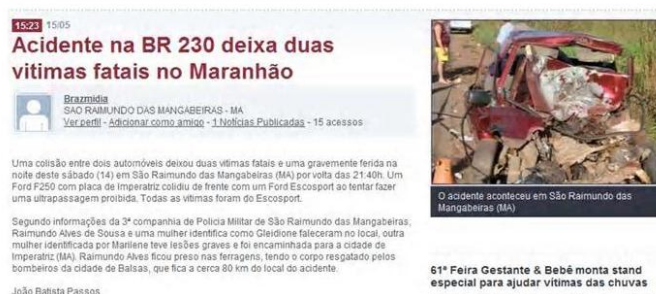 15:23 15/05
Acidente na BR 230 deixa duas
vitimas fatais no Maranhão
Brazmidia
SAO RAIMUNDO DAS MANGABEIRAS - MA
Ver perfil - Adicionar como amigo - 1 Notícias Publicadas - 15 acessos
Uma colisão entre dois automóveis deixou duas vítimas fatais e uma gravemente ferida na
noite deste sábado (14) em São Raimundo das Mangabeiras (MA) por volta das 21:40h. Um
Ford F250 com placa de Imperatriz colidiu de frente com um Ford Escosport ao tentar fazer
uma ultrapassagem proibida. Todas as vítimas foram do Escosport.
Segundo informações da 3ª companhia de Policia Militar de São Raimundo das Mangabeiras,
Raimundo Alves de Sousa e uma mulher identifica como Gleidione faleceram no local, outra
mulher identificada por Marilene teve lesões graves e foi encaminhada para a cidade de
Imperatriz (MA). Raimundo Alves ficou preso nas ferragens, tendo o corpo resgatado pelos
bombeiros da cidade de Balsas, que fica a cerca 80 km do local do acidente.
João Batista Passos
O acidente aconteceu em São Raimundo das
Mangabeiras (MA)
61ª Feira Gestante & Bebê monta stand
especial para ajudar vítimas das chuvas